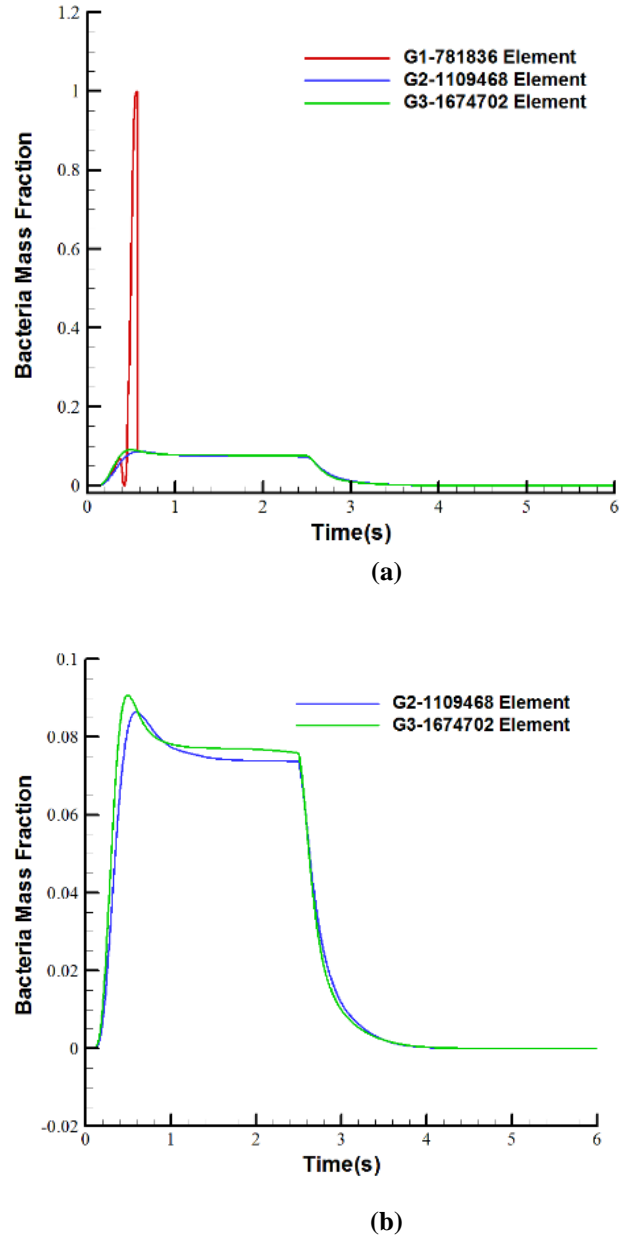 1.2
1
0.8
0.6
0.4
0.2
0
Bacteria Mass Fraction
G1-781836 Element
G2-1109468 Element
G3-1674702 Element
0 1 2 3 4 5 6
Time(s)
(a)
0.1
0.08
0.06
0.04
0.02
0
-0.02
Bacteria Mass Fraction
G2-1109468 Element
G3-1674702 Element
0 1 2 3 4 5 6
Time(s)
(b)